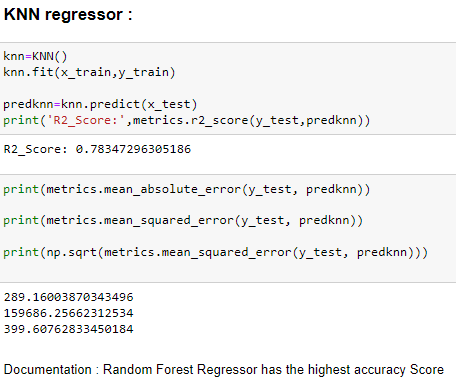 KNN regressor :
knn=KNN()
knn.fit(x_train,y_train)
predknn=knn.predict(x_test)
print('R2_Score:',metrics.r2_score(y_test,predknn))
R2_Score: 0.78347296305186
print(metrics.mean_absolute_error(y_test, predknn))
print(metrics.mean_squared_error(y_test, predknn))
print(np.sqrt(metrics.mean_squared_error(y_test, predknn)))
289.16003870343496
159686.25662312534
399.60762833450184
Documentation : Random Forest Regressor has the highest accuracy Score